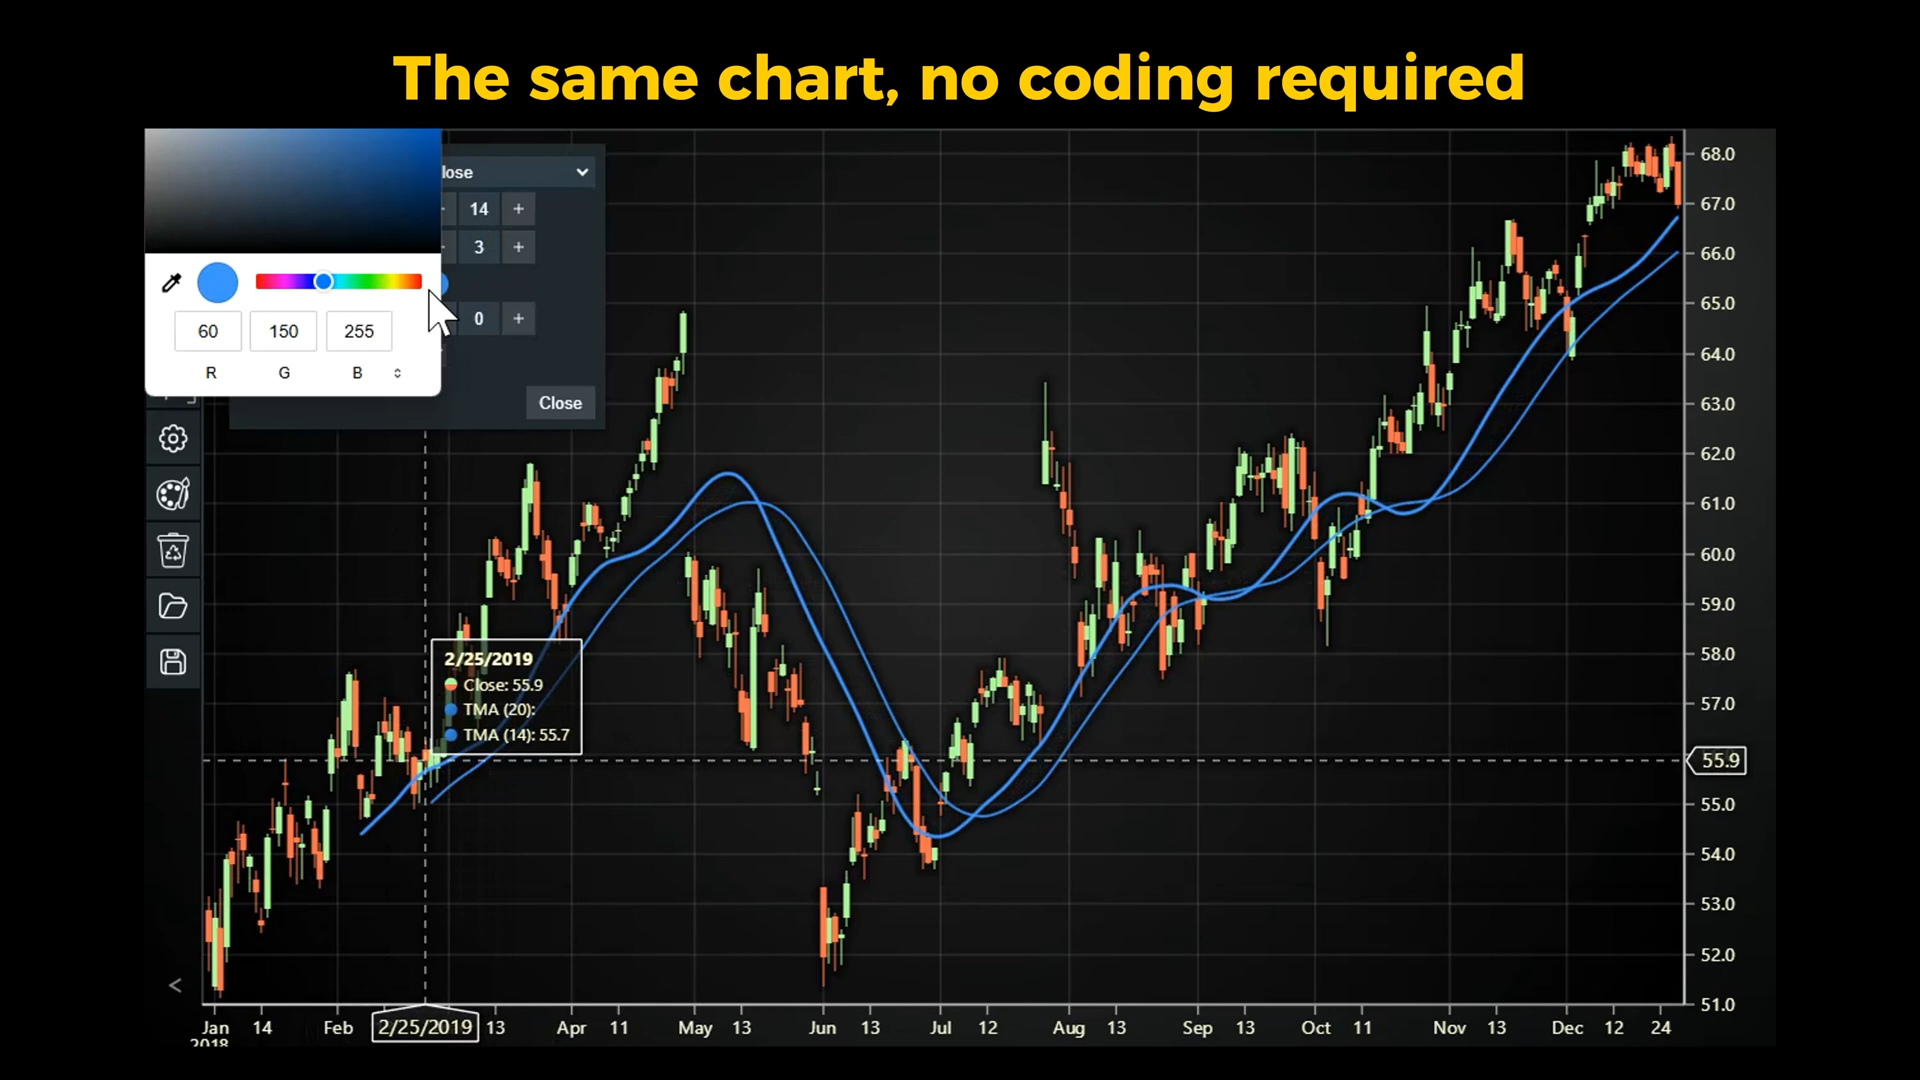 The same chart, no coding required
lose
14 +
3 +
60 150 255
R G B
0 +
Close
2/25/2019
Close: 55.9
TMA (20):
TMA (14): 55.7
68.0
67.0
66.0
65.0
64.0
63.0
62.0
61.0
60.0
59.0
58.0
57.0
55.9
55.0
54.0
53.0
52.0
51.0
<
Jan 14 Feb 2/25/2019 13 Apr 11 May 13 Jun 13 Jul 12 Aug 13 Sep 13 Oct 11 Nov 13 Dec 12 24
2018